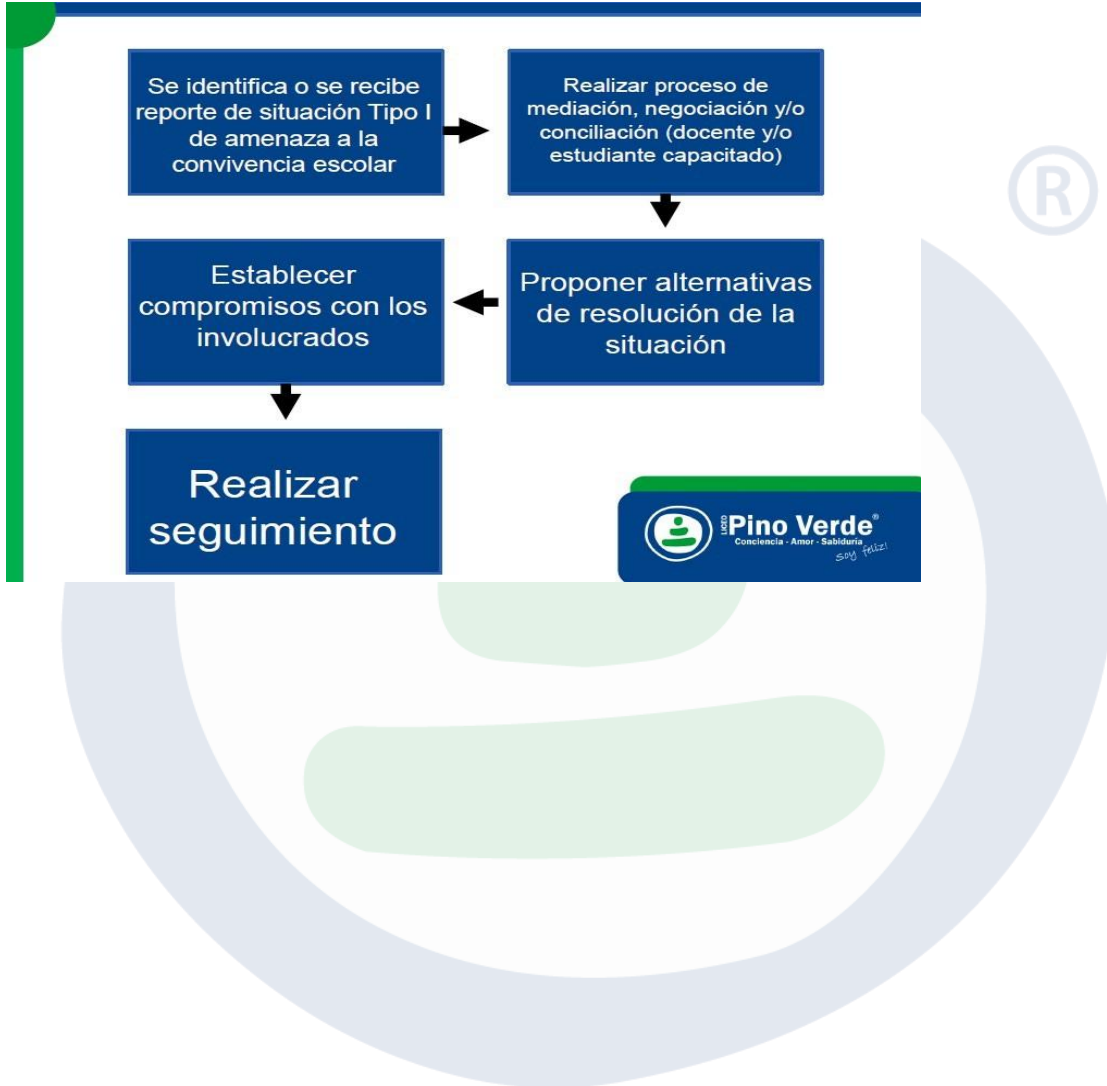 Se identifica o se recibe
reporte de situación Tipo I
de amenaza a la
convivencia escolar
Realizar proceso de
mediación, negociación y/o
conciliación (docente y/o
estudiante capacitado)
Proponer alternativas
de resolución de la
situación
Establecer
compromisos con los
involucrados
Realizar
seguimiento
LICEO
Pino Verde®
Conciencia - Amor - Sabiduría
soy feliz!
®